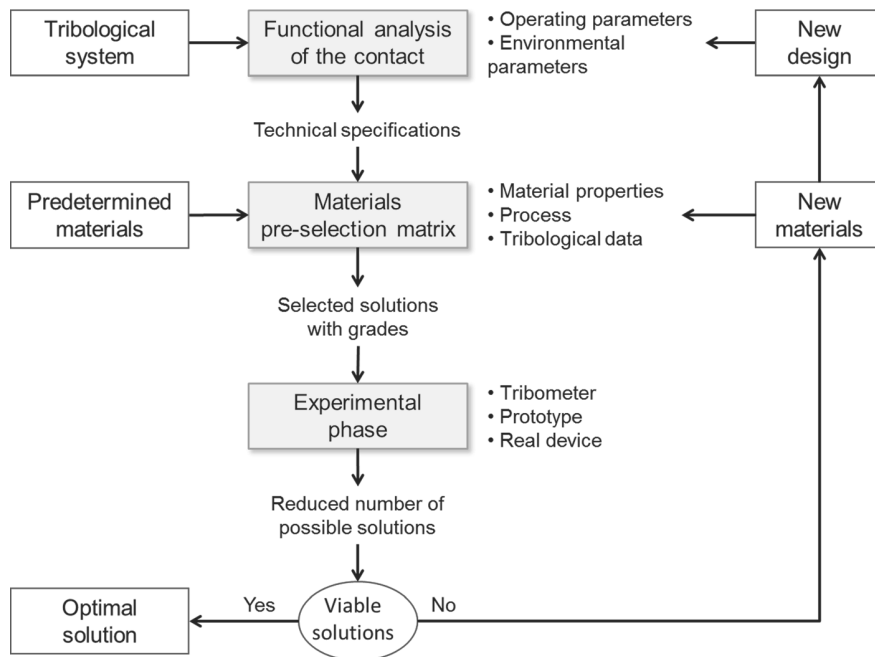 Tribological
system
Functional analysis
of the contact
• Operating parameters
• Environmental
parameters
New
design
Technical specifications
Predetermined
materials
Materials
pre-selection matrix
• Material properties
• Process
• Tribological data
New
materials
Selected solutions
with grades
Experimental
phase
• Tribometer
• Prototype
• Real device
Reduced number of
possible solutions
Optimal
solution
Yes
Viable
solutions
No